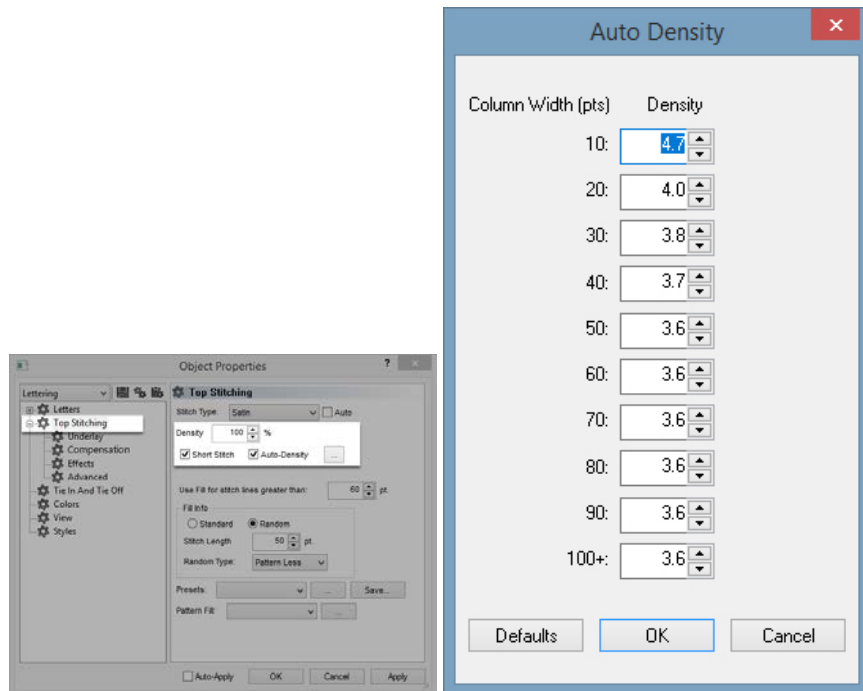 Object Properties
?
Lettering
Letters
Top Stitching
Underlay
Compensation
Effects
Advanced
Tie In And Tie Off
Colors
View
Styles
Top Stitching
Stitch Type: Satin Auto
Density 100 %
Short Stitch Auto-Density ...
Use Fill for stitch lines greater than: 60 pt.
Fill Info
Standard Random
Stitch Length 50 pt.
Random Type: Pattern Less
Presets: ... Save...
Pattern Fill: ...
Auto-Apply OK Cancel Apply
Auto Density
Column Width (pts) Density
10: 4.7
20: 4.0
30: 3.8
40: 3.7
50: 3.6
60: 3.6
70: 3.6
80: 3.6
90: 3.6
100+: 3.6
Defaults OK Cancel